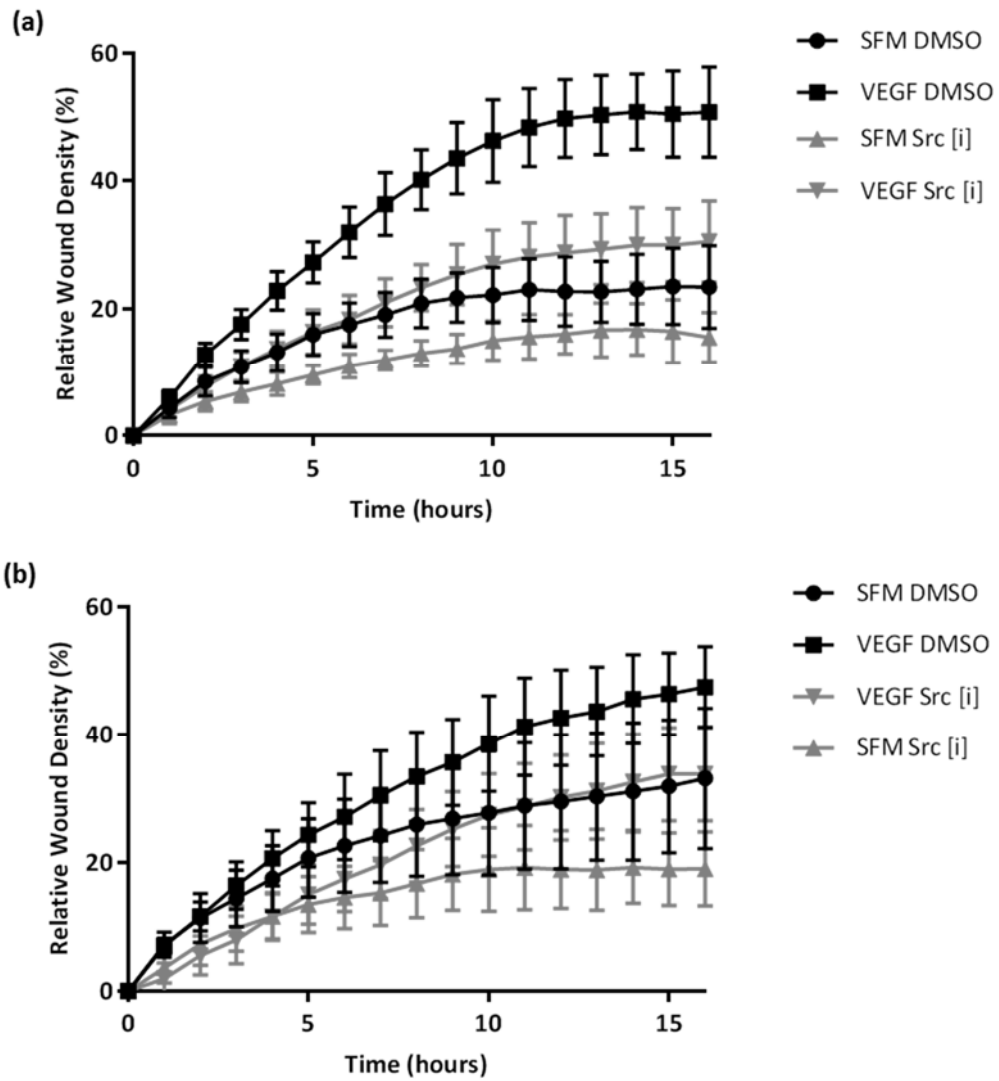 (a)
60
40
20
0
Relative Wound Density (%)
0 5 10 15
Time (hours)
SFM DMSO
VEGF DMSO
SFM Src [i]
VEGF Src [i]
(b)
60
40
20
0
Relative Wound Density (%)
0 5 10 15
Time (hours)
SFM DMSO
VEGF DMSO
VEGF Src [i]
SFM Src [i]